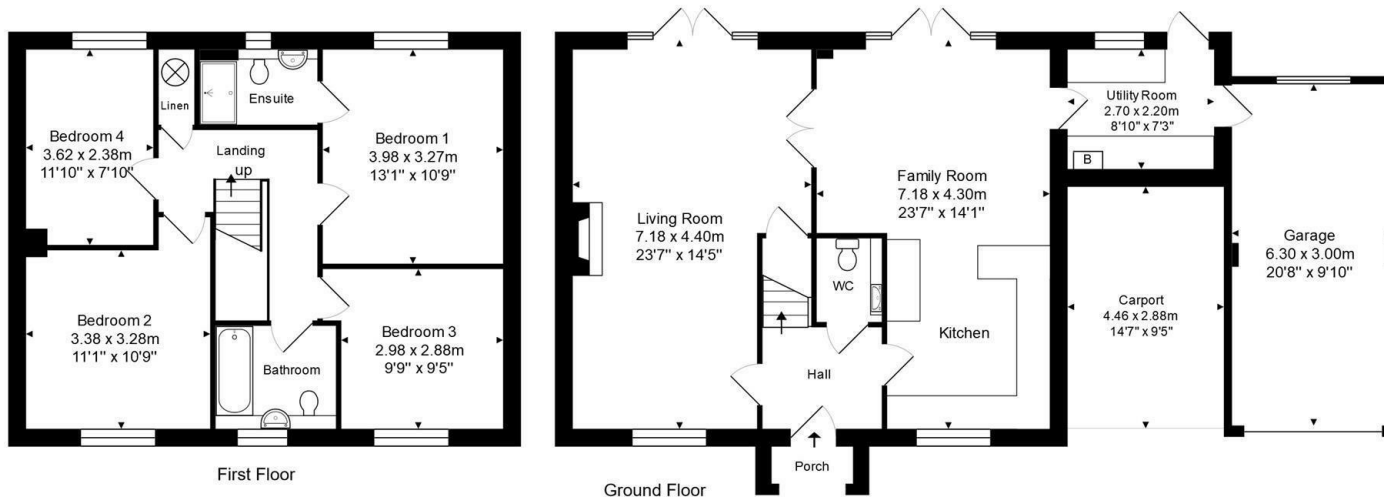 Bedroom 4
3.62 x 2.38m
11'10" x 7'10"
Linen
Ensuite
Landing
up
Bedroom 1
3.98 x 3.27m
13'1" x 10'9"
Bedroom 2
3.38 x 3.28m
11'1" x 10'9"
Bathroom
Bedroom 3
2.98 x 2.88m
9'9" x 9'5"
First Floor
Living Room
7.18 x 4.40m
23'7" x 14'5"
Family Room
7.18 x 4.30m
23'7" x 14'1"
Utility Room
2.70 x 2.20m
8'10" x 7'3"
B
WC
Kitchen
Hall
Porch
Carport
4.46 x 2.88m
14'7" x 9'5"
Garage
6.30 x 3.00m
20'8" x 9'10"
Ground Floor